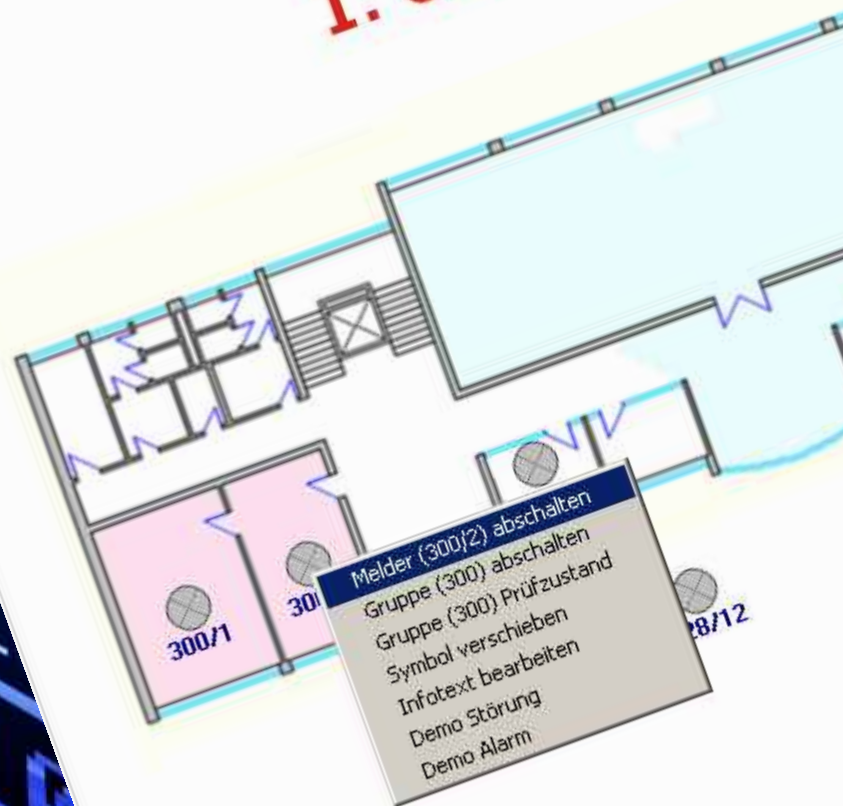 1.
Melder (300/2) abschalten
Gruppe (300) abschalten
Gruppe (300) Prüfzustand
Symbol verschieben
Infotext bearbeiten
Demo Störung
Demo Alarm
300/1
28/12